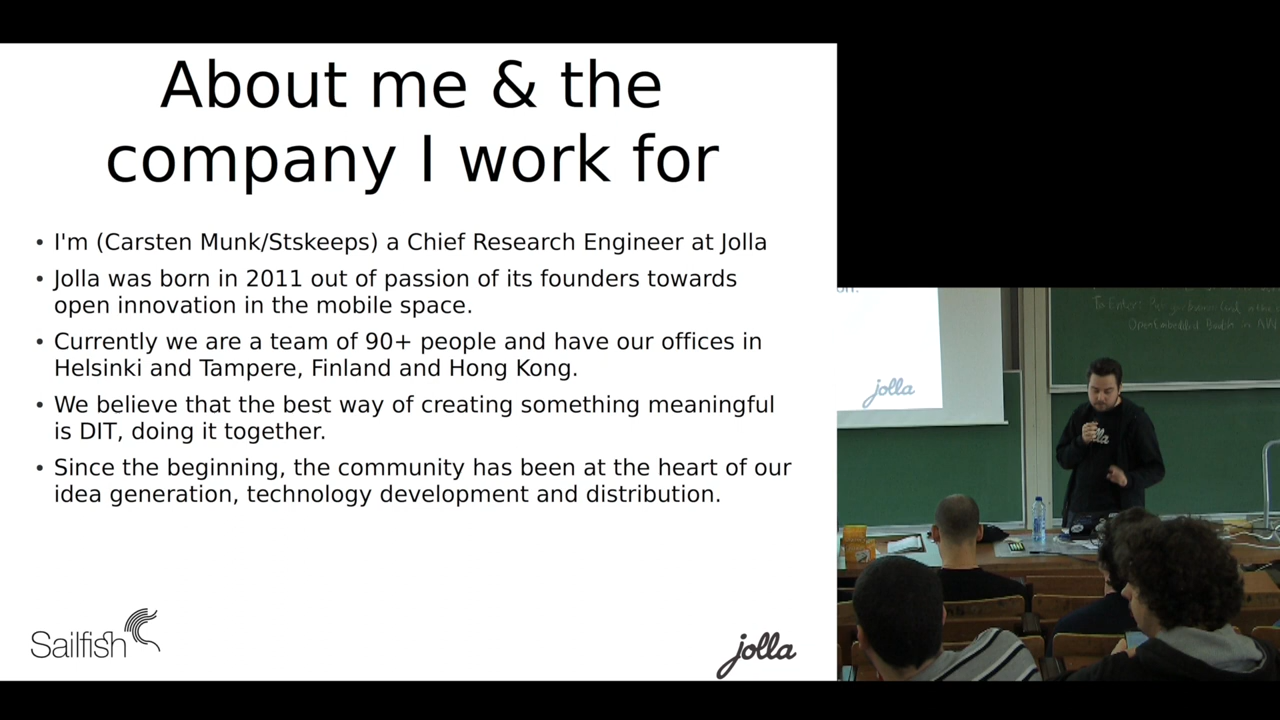 About me & the
company I work for
• I'm (Carsten Munk/Stskeeps) a Chief Research Engineer at Jolla
• Jolla was born in 2011 out of passion of its founders towards
open innovation in the mobile space.
• Currently we are a team of 90+ people and have our offices in
Helsinki and Tampere, Finland and Hong Kong.
• We believe that the best way of creating something meaningful
is DIT, doing it together.
• Since the beginning, the community has been at the heart of our
idea generation, technology development and distribution.
Sailfish
jolla
To Enter:
OpenEmbedded
jolla